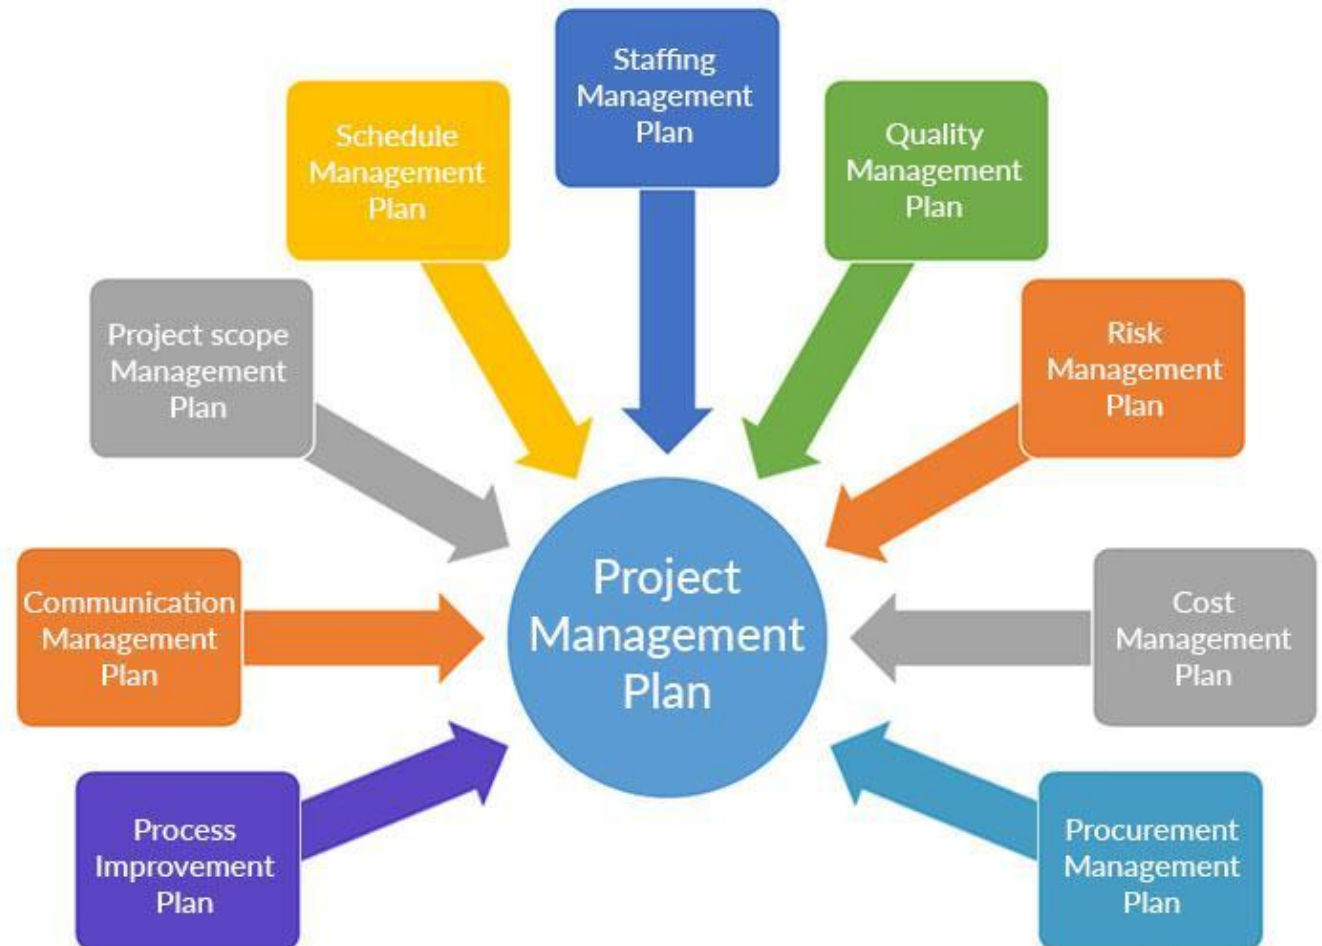 Staffing
Management
Plan
Schedule
Management
Plan
Quality
Management
Plan
Project scope
Management
Plan
Risk
Management
Plan
Communication
Management
Plan
Project
Management
Plan
Cost
Management
Plan
Process
Improvement
Plan
Procurement
Management
Plan